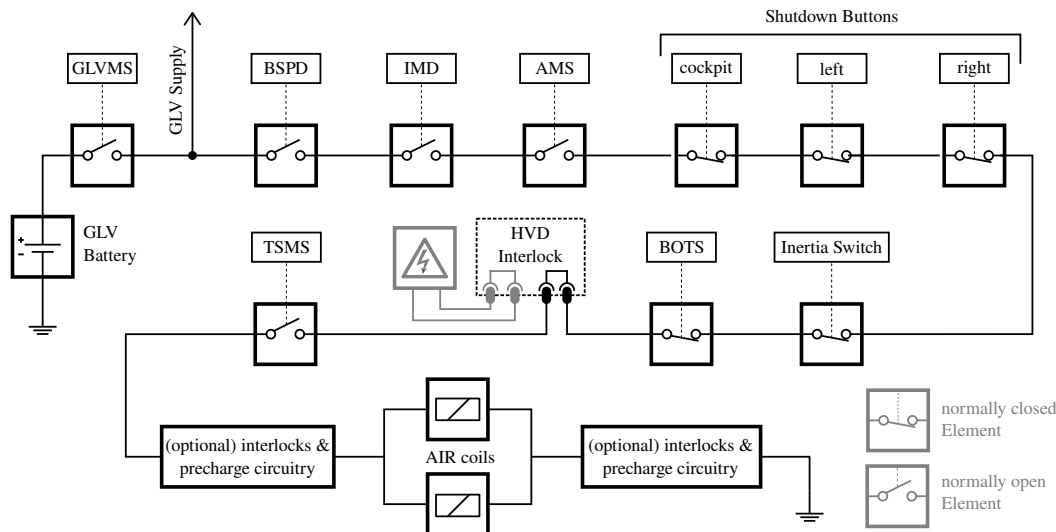 Shutdown Buttons
GLVMS
GLV Supply
BSPD
IMD
AMS
cockpit
left
right
+
-
GLV
Battery
TSMS
HVD
Interlock
BOTS
Inertia Switch
(optional) interlocks &
precharge circuitry
AIR coils
(optional) interlocks &
precharge circuitry
normally closed
Element
normally open
Element